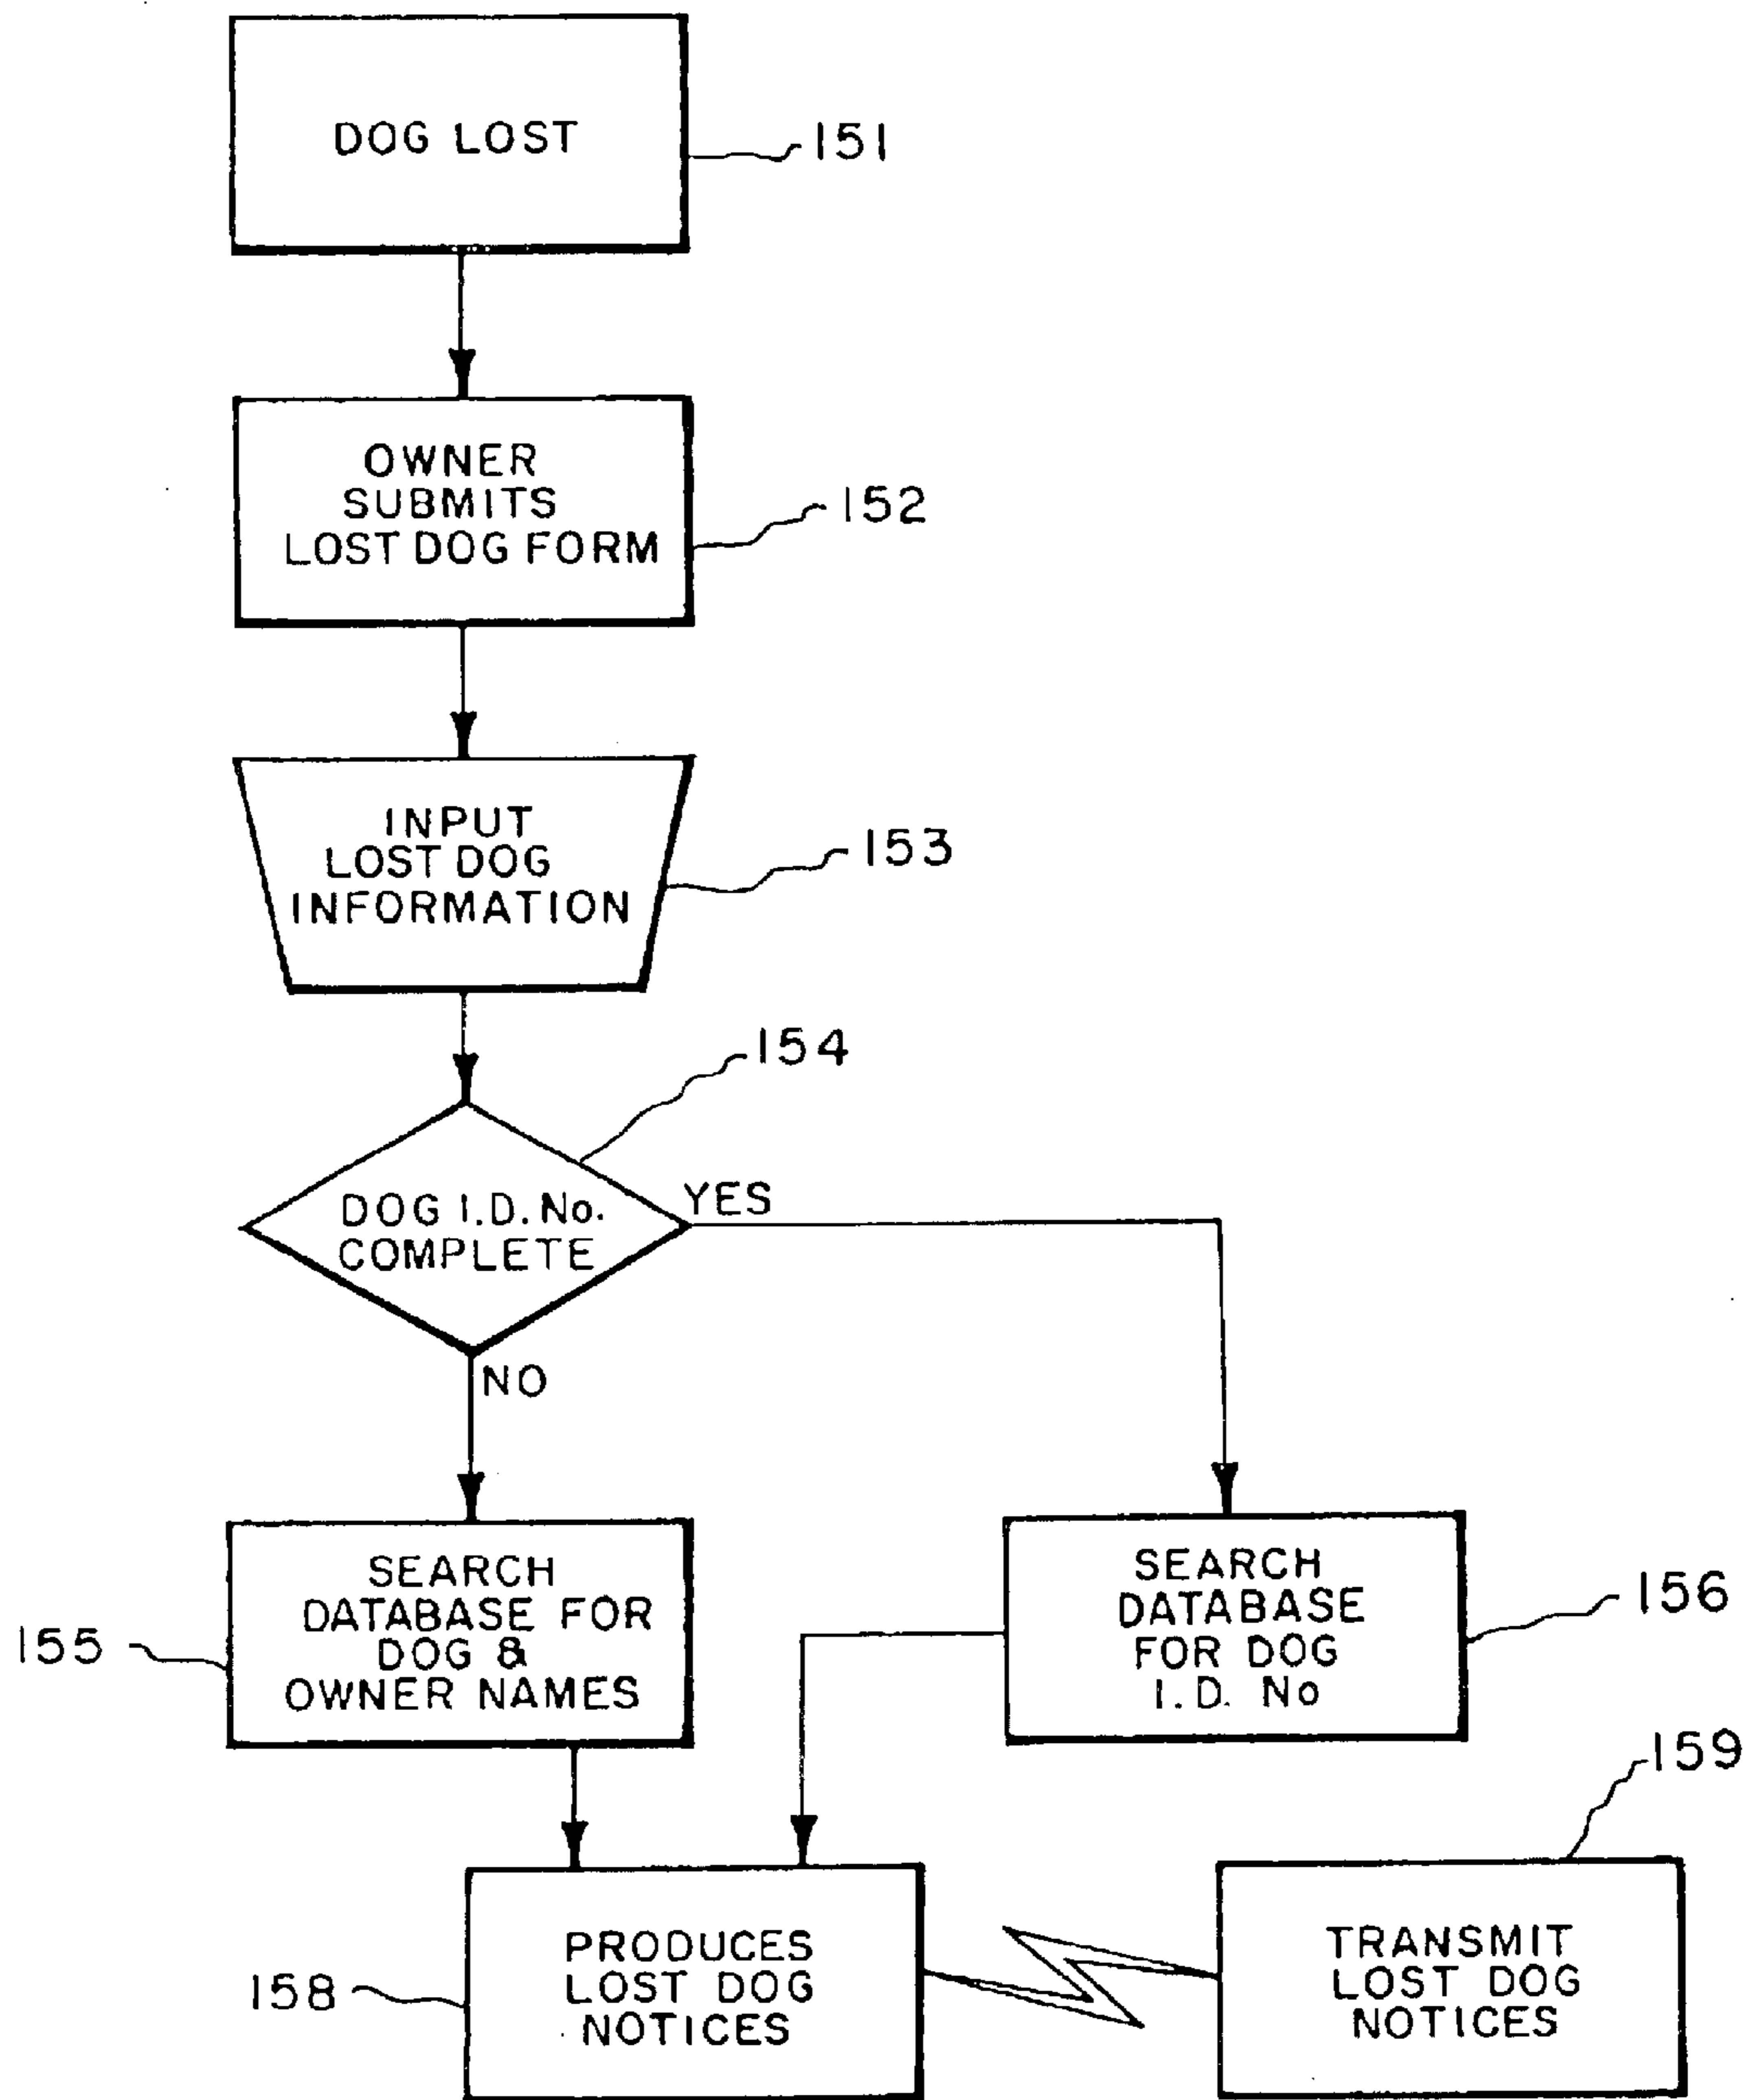 DOG LOST
151
OWNER
SUBMITS
LOST DOG FORM
152
INPUT
LOST DOG
INFORMATION
153
154
DOG I.D. No.
COMPLETE
YES
NO
SEARCH
DATABASE FOR
DOG &
OWNER NAMES
155
SEARCH
DATABASE
FOR DOG
I.D. No
156
159
PRODUCES
LOST DOG
NOTICES
158
TRANSMIT
LOST DOG
NOTICES